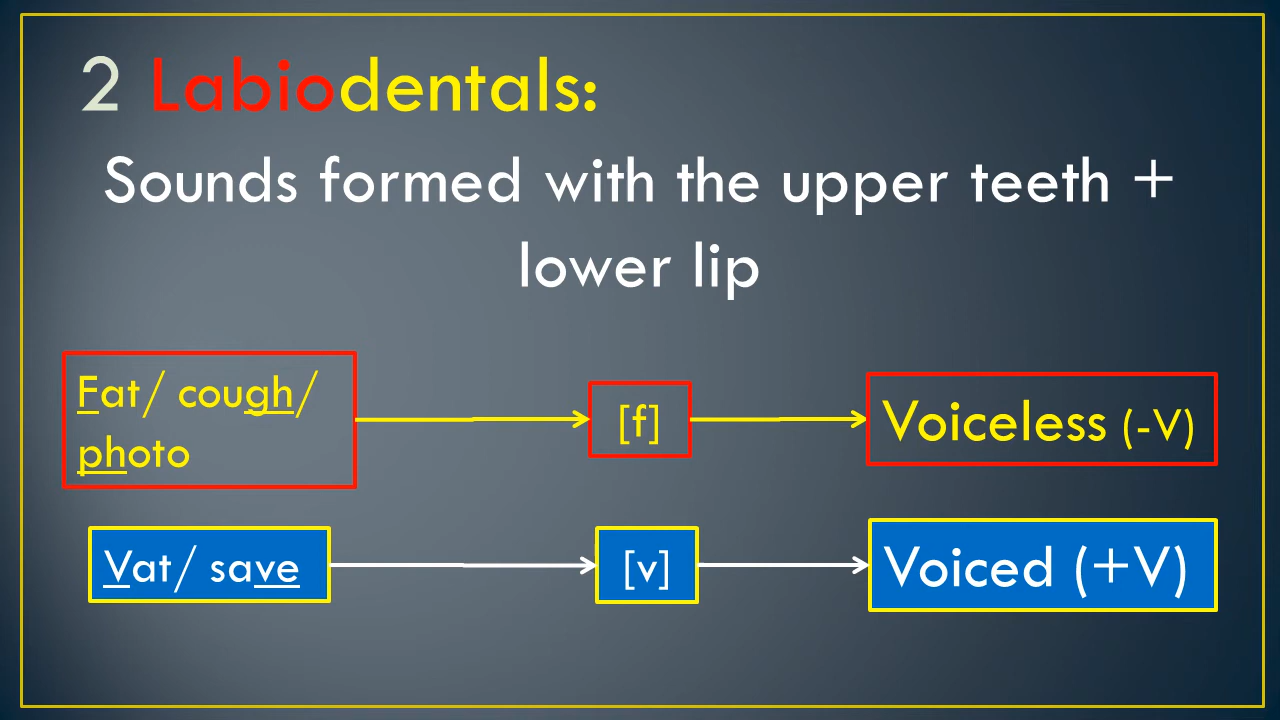 2 Labiodentals:
Sounds formed with the upper teeth +
lower lip
Fat/ cough/
photo
[f]
Voiceless (-V)
Vat/ save
[v]
Voiced (+V)